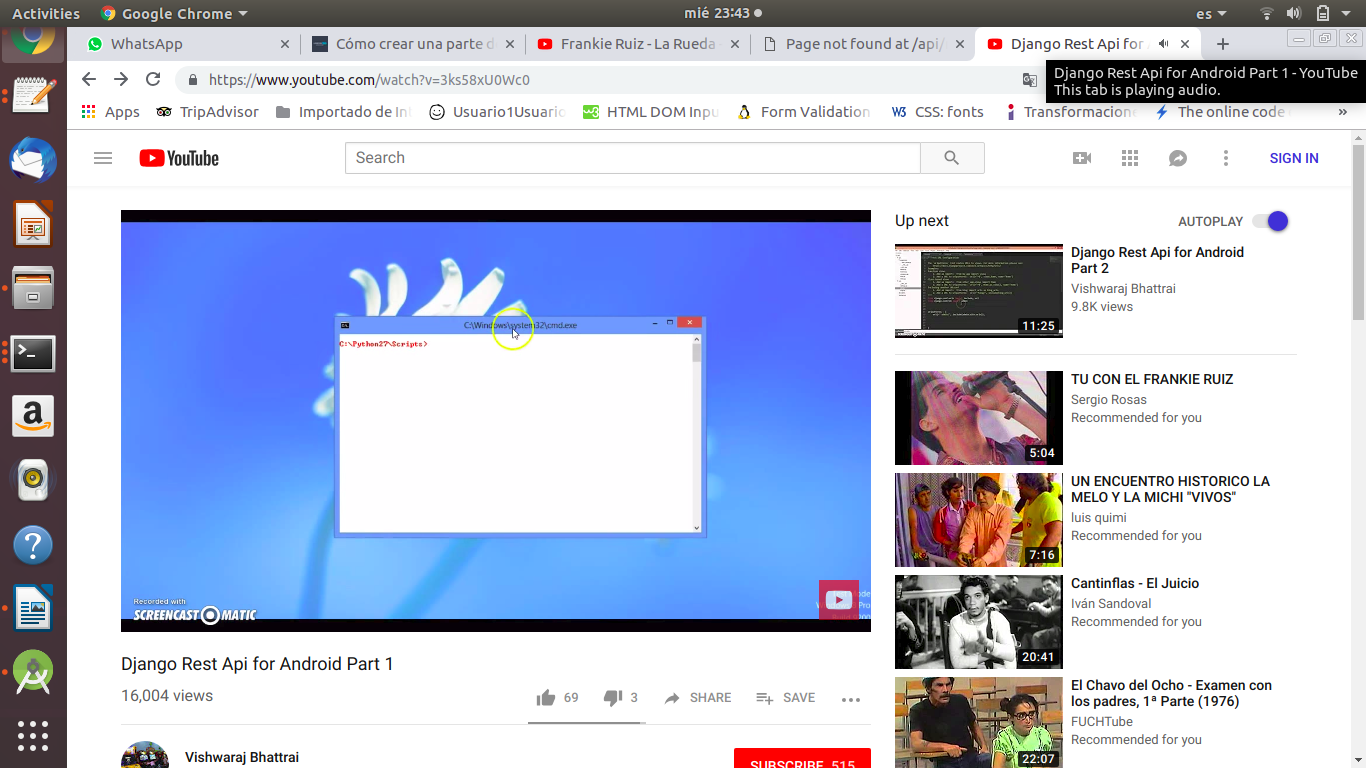 Activities
Google Chrome
mié 23:43
es
WhatsApp
Cómo crear una parte d
Frankie Ruiz - La Rueda -
Page not found at /api/
Django Rest Api for
https://www.youtube.com/watch?v=3ks58xU0Wc0
Django Rest Api for Android Part 1 - YouTube
This tab is playing audio.
Apps
TripAdvisor
Importado de In
Usuario1Usuario
HTML DOM Inpu
Form Validation
CSS: fonts
Transformacion
The online code
»
YouTube
Search
SIGN IN
C:\Windows\system32\cmd.exe
C:\Python27\Scripts>
Recorded with
SCREENCAST-O-MATIC
Django Rest Api for Android Part 1
16,004 views
69
3
SHARE
SAVE
Vishwaraj Bhattrai
SUBSCRIBE 515
Up next
AUTOPLAY
11:25
Django Rest Api for Android
Part 2
Vishwaraj Bhattrai
9.8K views
5:04
TU CON EL FRANKIE RUIZ
Sergio Rosas
Recommended for you
7:16
UN ENCUENTRO HISTORICO LA
MELO Y LA MICHI "VIVOS"
luis quimi
Recommended for you
20:41
Cantinflas - El Juicio
Iván Sandoval
Recommended for you
22:07
El Chavo del Ocho - Examen con
los padres, 1ª Parte (1976)
FUCHTube
Recommended for you